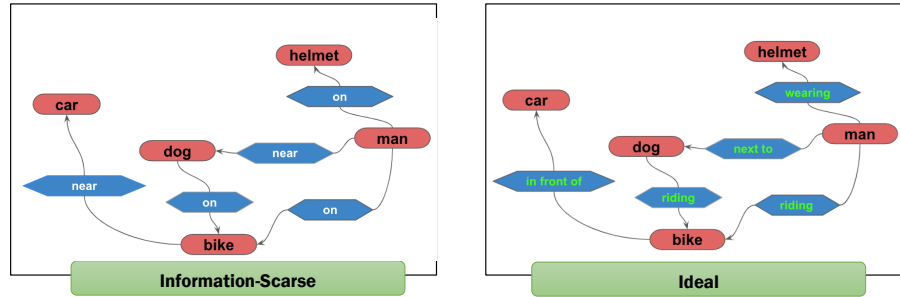 helmet
on
car
man
dog
near
near
on
on
bike
Information-Scarse
helmet
wearing
car
man
dog
next to
in front of
riding
riding
bike
Ideal